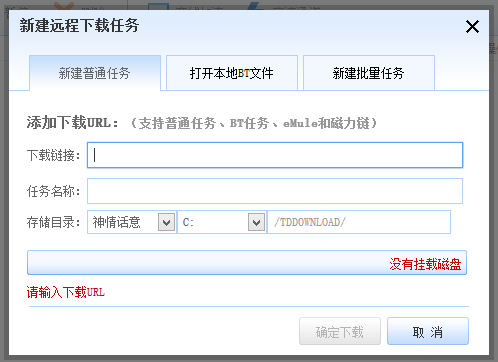 新建远程下载任务
新建普通任务 打开本地BT文件 新建批量任务
添加下载URL：（支持普通任务、BT任务、eMule和磁力链）
下载链接：
任务名称：
存储目录： 神情话意 C: /TDDOWNLOAD/
没有挂载磁盘
请输入下载URL
确定下载 取 消